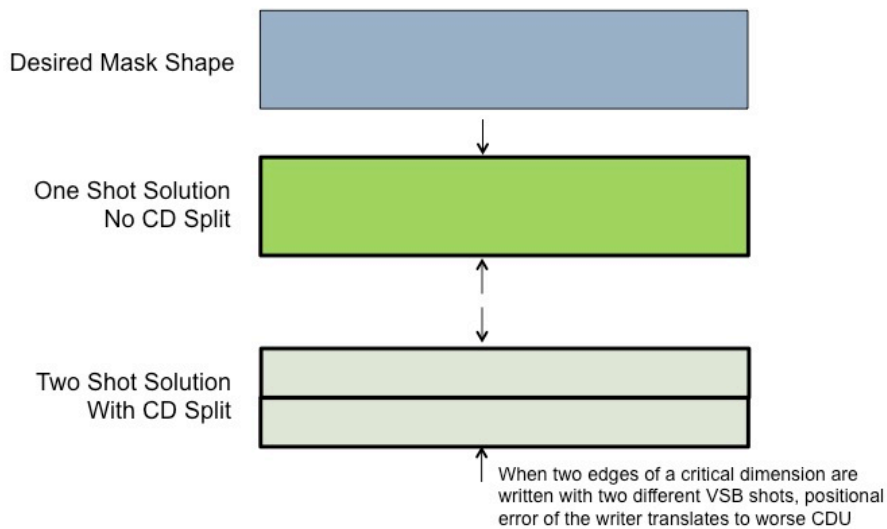 Desired Mask Shape
One Shot Solution
No CD Split
Two Shot Solution
With CD Split
When two edges of a critical dimension are
written with two different VSB shots, positional
error of the writer translates to worse CDU